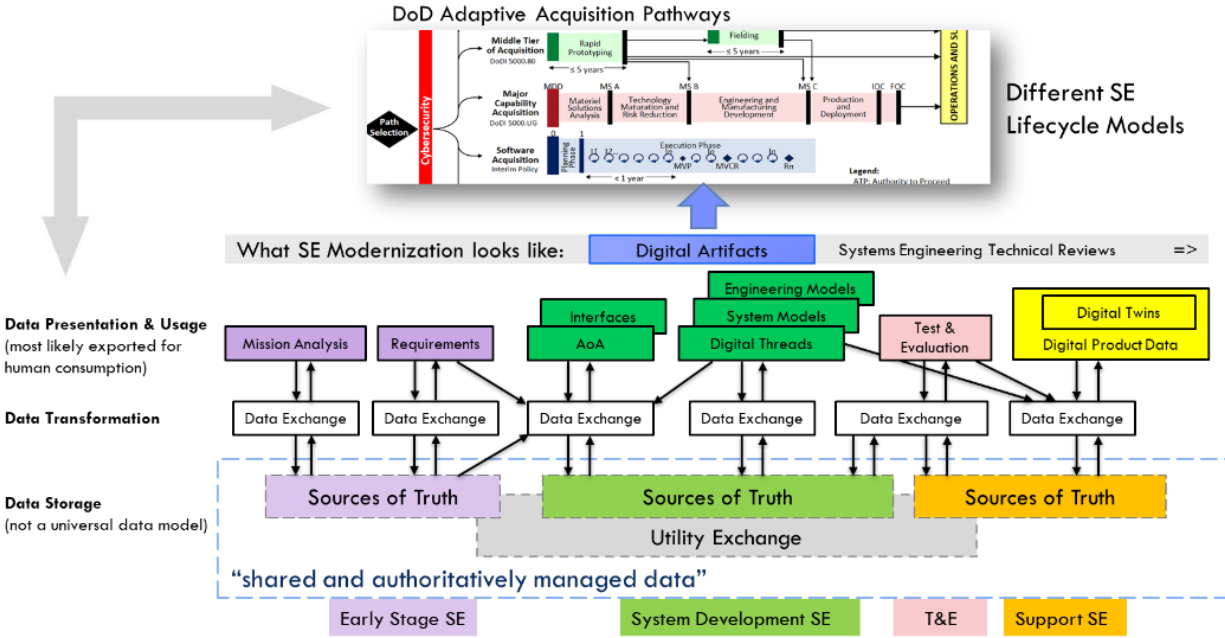 DoD Adaptive Acquisition Pathways
Middle Tier
of Acquisition
DoDI 5000.80
Rapid
Prototyping
≤ 5 years
Fielding
≤ 5 years
Path
Selection
Cybersecurity
Major
Capability
Acquisition
DoDI 5000.UG
MDD
MS A
MS B
MS C
IOC
FOC
Materiel
Solutions
Analysis
Technology
Maturation and
Risk Reduction
Engineering and
Manufacturing
Development
Production
and
Deployment
Software
Acquisition
Interim Policy
0
1
Planning
Phase
Execution Phase
I1
I2...
In
In
In
MVP
MVCR
Rn
< 1 year
Legend:
ATP: Authority to Proceed
OPERATIONS AND SU
Different SE
Lifecycle Models
What SE Modernization looks like:
Digital Artifacts
Systems Engineering Technical Reviews
=>
Data Presentation & Usage
(most likely exported for
human consumption)
Mission Analysis
Requirements
Interfaces
AoA
Engineering Models
System Models
Digital Threads
Test &
Evaluation
Digital Twins
Digital Product Data
Data Transformation
Data Exchange
Data Exchange
Data Exchange
Data Exchange
Data Exchange
Data Exchange
Data Storage
(not a universal data model)
Sources of Truth
Sources of Truth
Sources of Truth
Utility Exchange
“shared and authoritatively managed data”
Early Stage SE
System Development SE
T&E
Support SE